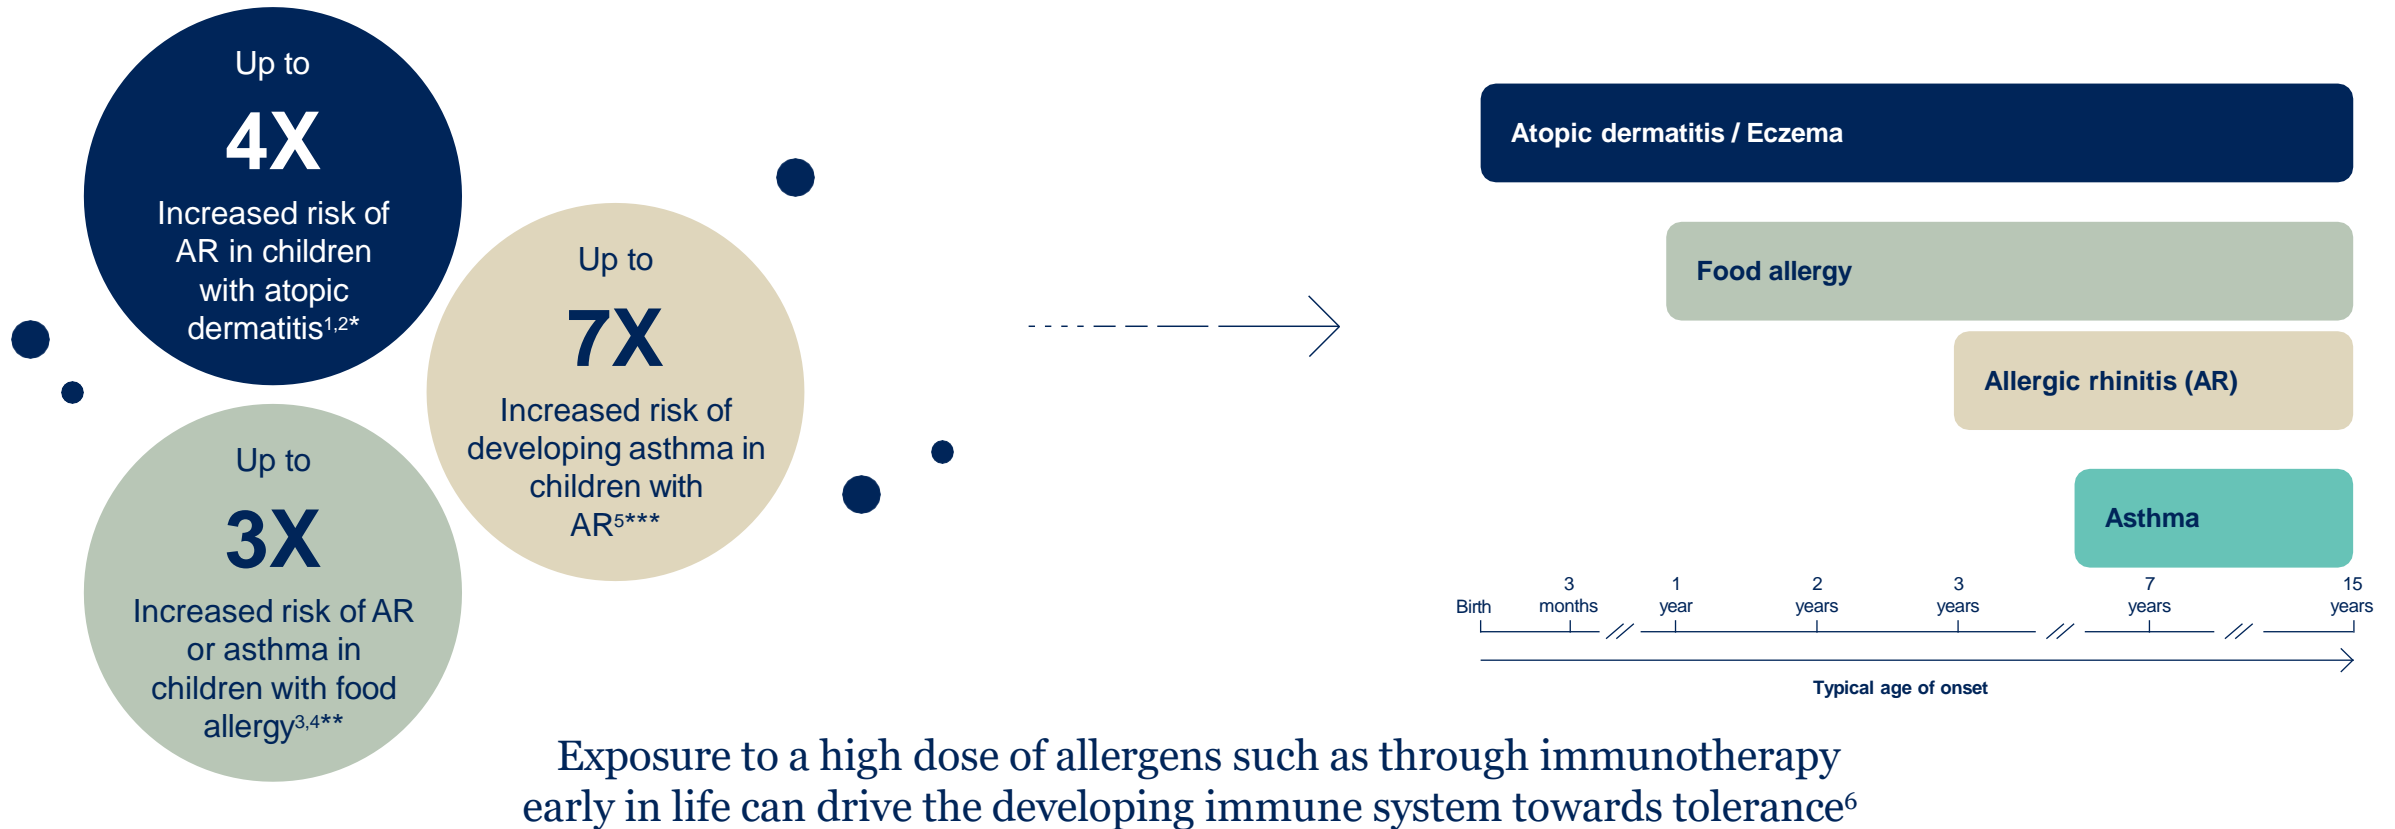 Up to
4X
Increased risk of
AR in children
with atopic
dermatitis1,2*
Up to
7X
Increased risk of
developing asthma in
children with
AR5***
Up to
3X
Increased risk of AR
or asthma in
children with food
allergy3,4**
Atopic dermatitis / Eczema
Food allergy
Allergic rhinitis (AR)
Asthma
Birth
3
months
1
year
2
years
3
years
7
years
15
years
Typical age of onset
Exposure to a high dose of allergens such as through immunotherapy
early in life can drive the developing immune system towards tolerance6